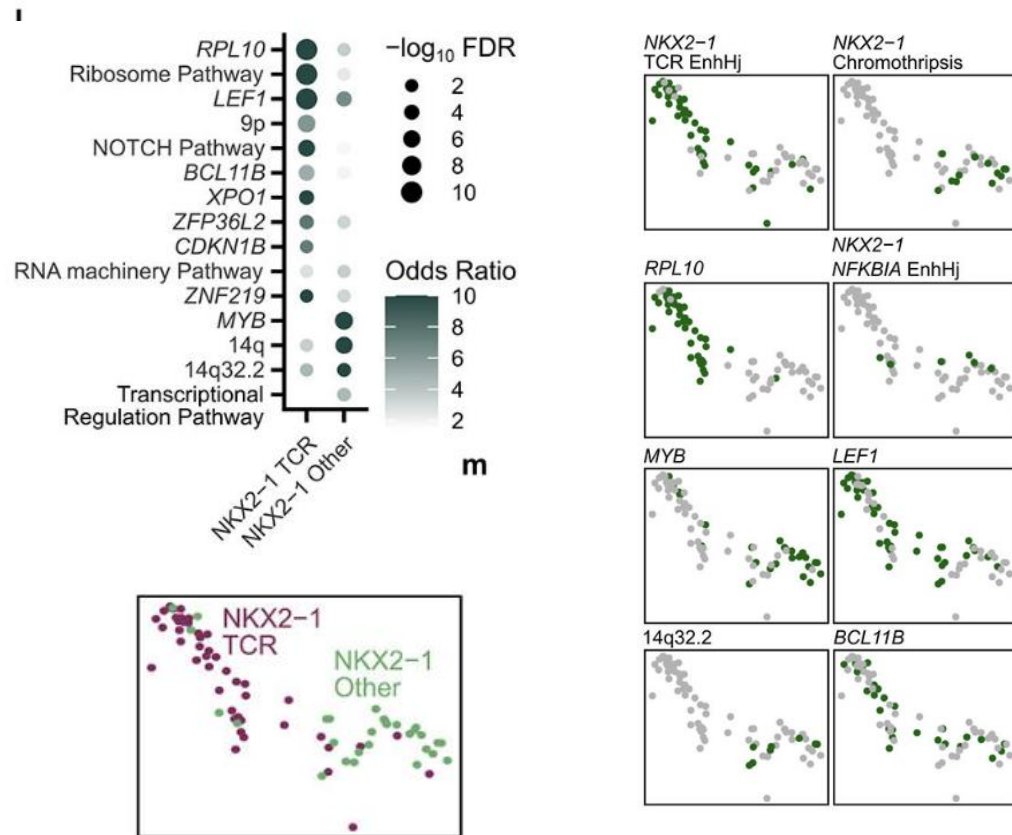 RPL10
Ribosome Pathway
LEF1
9p
NOTCH Pathway
BCL11B
XPO1
ZFP36L2
CDKN1B
RNA machinery Pathway
ZNF219
MYB
14q
14q32.2
Transcriptional
Regulation Pathway
NKX2−1 TCR
NKX2−1 Other
−log10 FDR
2
4
6
8
10
Odds Ratio
10
8
6
4
2
m
NKX2−1
TCR
NKX2−1
Other
NKX2−1
TCR EnhHj
NKX2−1
Chromothripsis
RPL10
NKX2−1
NFKBIA EnhHj
MYB
LEF1
14q32.2
BCL11B